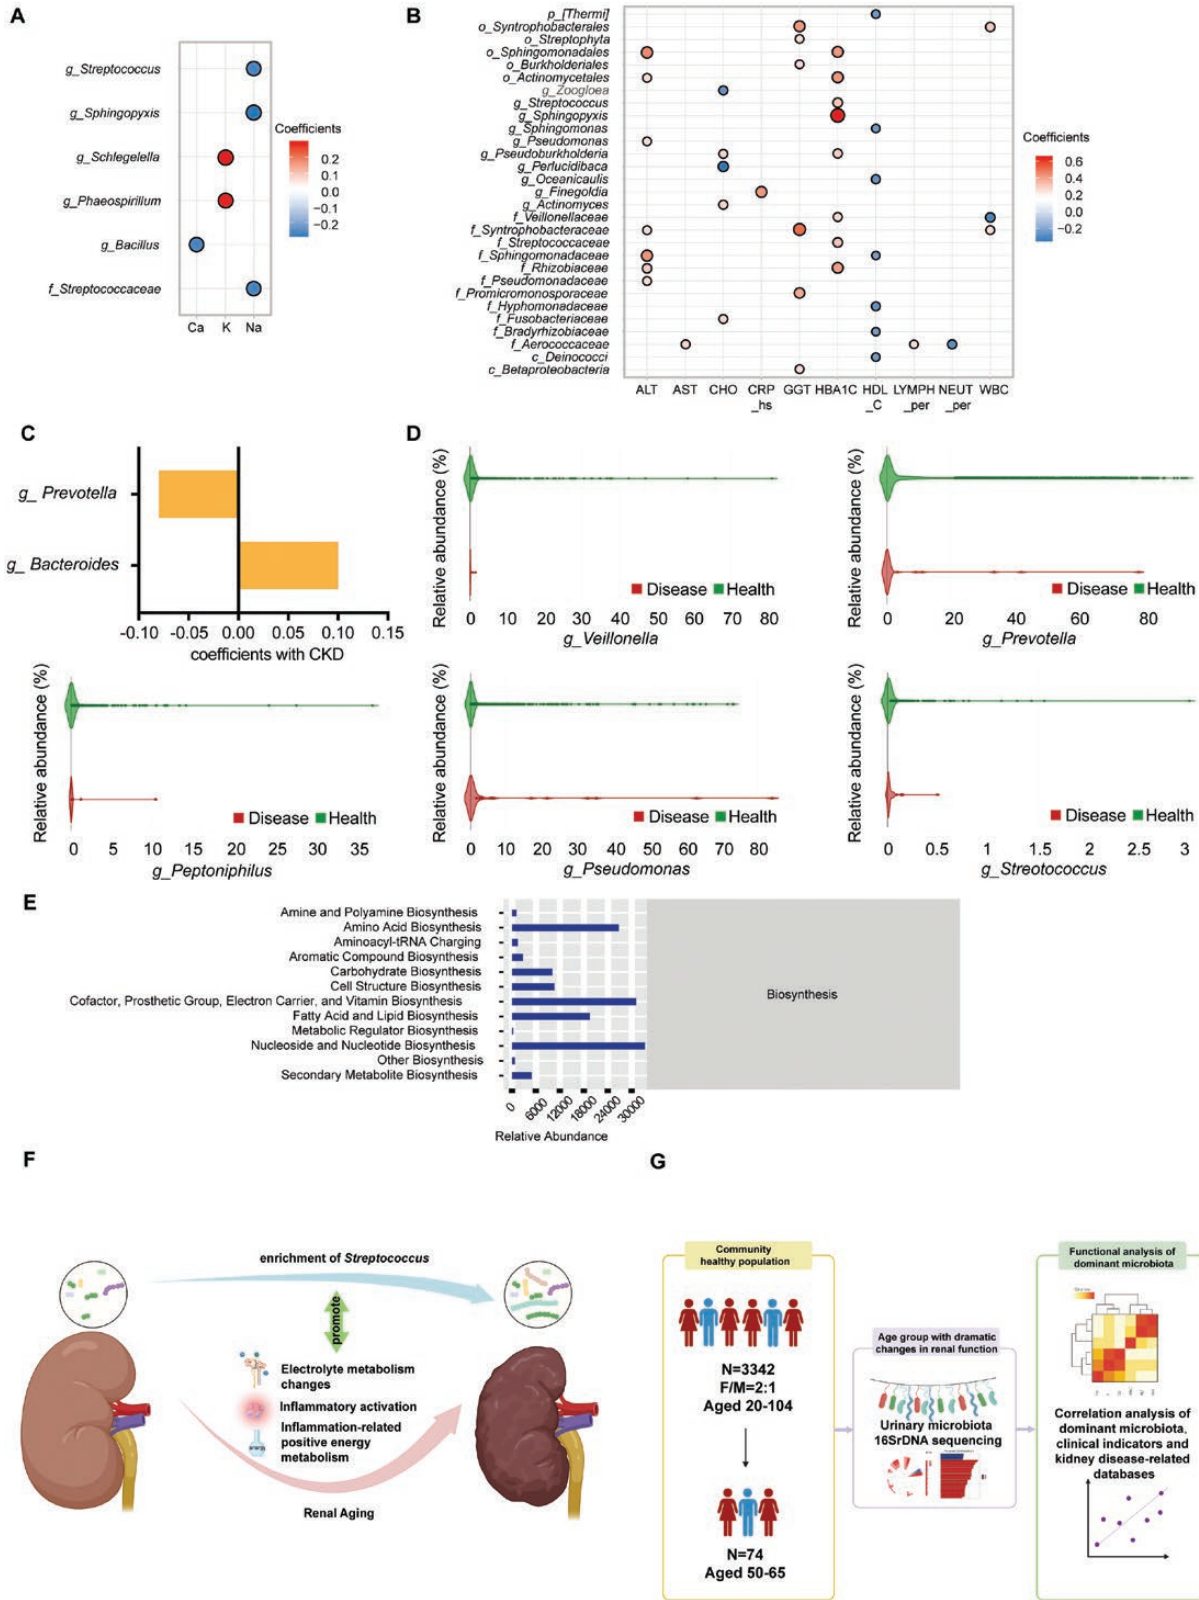 A
g_Streptococcus
g_Sphingopyxis
g_Schlegelella
g_Phaeospirillum
g_Bacillus
f_Streptococcaceae
Ca K Na
Coefficients
0.2
0.1
0.0
−0.1
−0.2
B
p_[Thermi]
o_Syntrophobacterales
o_Streptophyta
o_Sphingomonadales
o_Burkholderiales
o_Actinomycetales
g_Zoogloea
g_Streptococcus
g_Sphingopyxis
g_Sphingomonas
g_Pseudomonas
g_Pseudoburkholderia
g_Perlucidibaca
g_Oceanicaulis
g_Finegoldia
g_Actinomyces
f_Veillonellaceae
f_Syntrophobacteraceae
f_Streptococcaceae
f_Sphingomonadaceae
f_Rhizobiaceae
f_Pseudomonadaceae
f_Promicromonosporaceae
f_Hyphomonadaceae
f_Fusobacteriaceae
f_Bradyrhizobiaceae
f_Aerococcaceae
c_Deinococci
c_Betaproteobacteria
ALT AST CHO CRP GGT HBA1C HDL LYMPH NEUT WBC
_hs _C _per _per
Coefficients
0.6
0.4
0.2
0.0
−0.2
C
g_ Prevotella
g_ Bacteroides
-0.10 -0.05 0.00 0.05 0.10 0.15
coefficients with CKD
D
Relative abundance (%)
Disease Health
0 10 20 30 40 50 60 70 80
g_Veillonella
Relative abundance (%)
Disease Health
0 20 40 60 80
g_Prevotella
Relative abundance (%)
Disease Health
0 5 10 15 20 25 30 35
g_Peptoniphilus
Relative abundance (%)
Disease Health
0 10 20 30 40 50 60 70 80
g_Pseudomonas
Relative abundance (%)
Disease Health
0 0.5 1 1.5 2 2.5 3
g_Streotococcus
E
Amine and Polyamine Biosynthesis
Amino Acid Biosynthesis
Aminoacyl-tRNA Charging
Aromatic Compound Biosynthesis
Carbohydrate Biosynthesis
Cell Structure Biosynthesis
Cofactor, Prosthetic Group, Electron Carrier, and Vitamin Biosynthesis
Fatty Acid and Lipid Biosynthesis
Metabolic Regulator Biosynthesis
Nucleoside and Nucleotide Biosynthesis
Other Biosynthesis
Secondary Metabolite Biosynthesis
Biosynthesis
0 6000 12000 18000 24000 30000
Relative Abundance
F
enrichment of Streptococcus
promote
Electrolyte metabolism
changes
Inflammatory activation
Inflammation-related
positive energy
metabolism
energy
Renal Aging
G
Community
healthy population
N=3342
F/M=2:1
Aged 20-104
N=74
Aged 50-65
Age group with dramatic
changes in renal function
Urinary microbiota
16SrDNA sequencing
Functional analysis of
dominant microbiota
Correlation analysis of
dominant microbiota,
clinical indicators and
kidney disease-related
databases